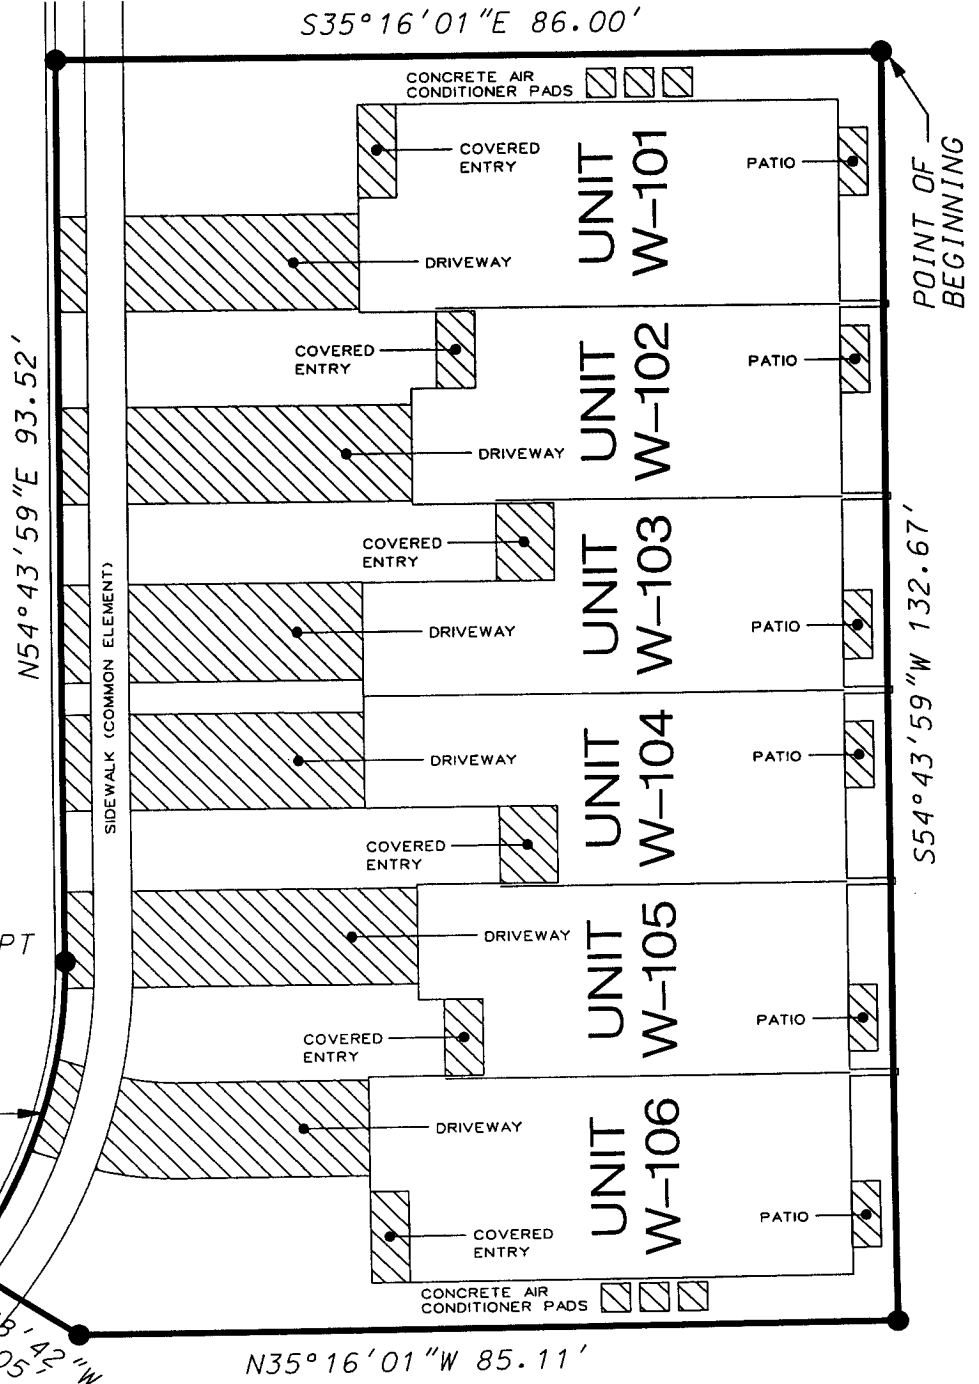 S35°16'01"E 86.00'
CONCRETE AIR
CONDITIONER PADS
COVERED
ENTRY
UNIT
W-101
PATIO
POINT OF
BEGINNING
DRIVEWAY
COVERED
ENTRY
UNIT
W-102
PATIO
DRIVEWAY
N54°43'59"E 93.52'
COVERED
ENTRY
UNIT
W-103
PATIO
DRIVEWAY
SIDEWALK (COMMON ELEMENT)
S54°43'59"W 132.67'
UNIT
W-104
PATIO
DRIVEWAY
COVERED
ENTRY
PT
DRIVEWAY
UNIT
W-105
PATIO
COVERED
ENTRY
DRIVEWAY
UNIT
W-106
PATIO
COVERED
ENTRY
CONCRETE AIR
CONDITIONER PADS
N35°16'01"W 85.11'
8'42"W
05'